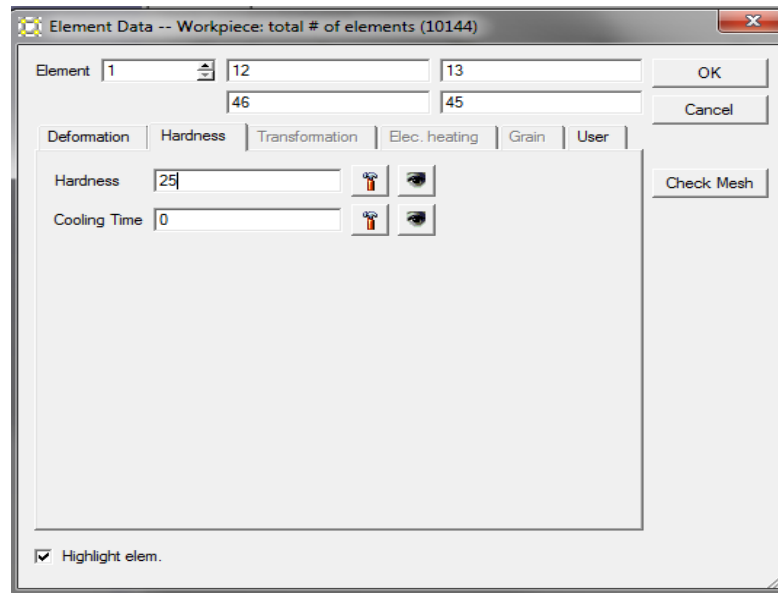 Element Data -- Workpiece: total # of elements (10144)
Element 1 12 13 OK
46 45 Cancel
Deformation Hardness Transformation Elec. heating Grain User
Hardness 25 Check Mesh
Cooling Time 0
Highlight elem.